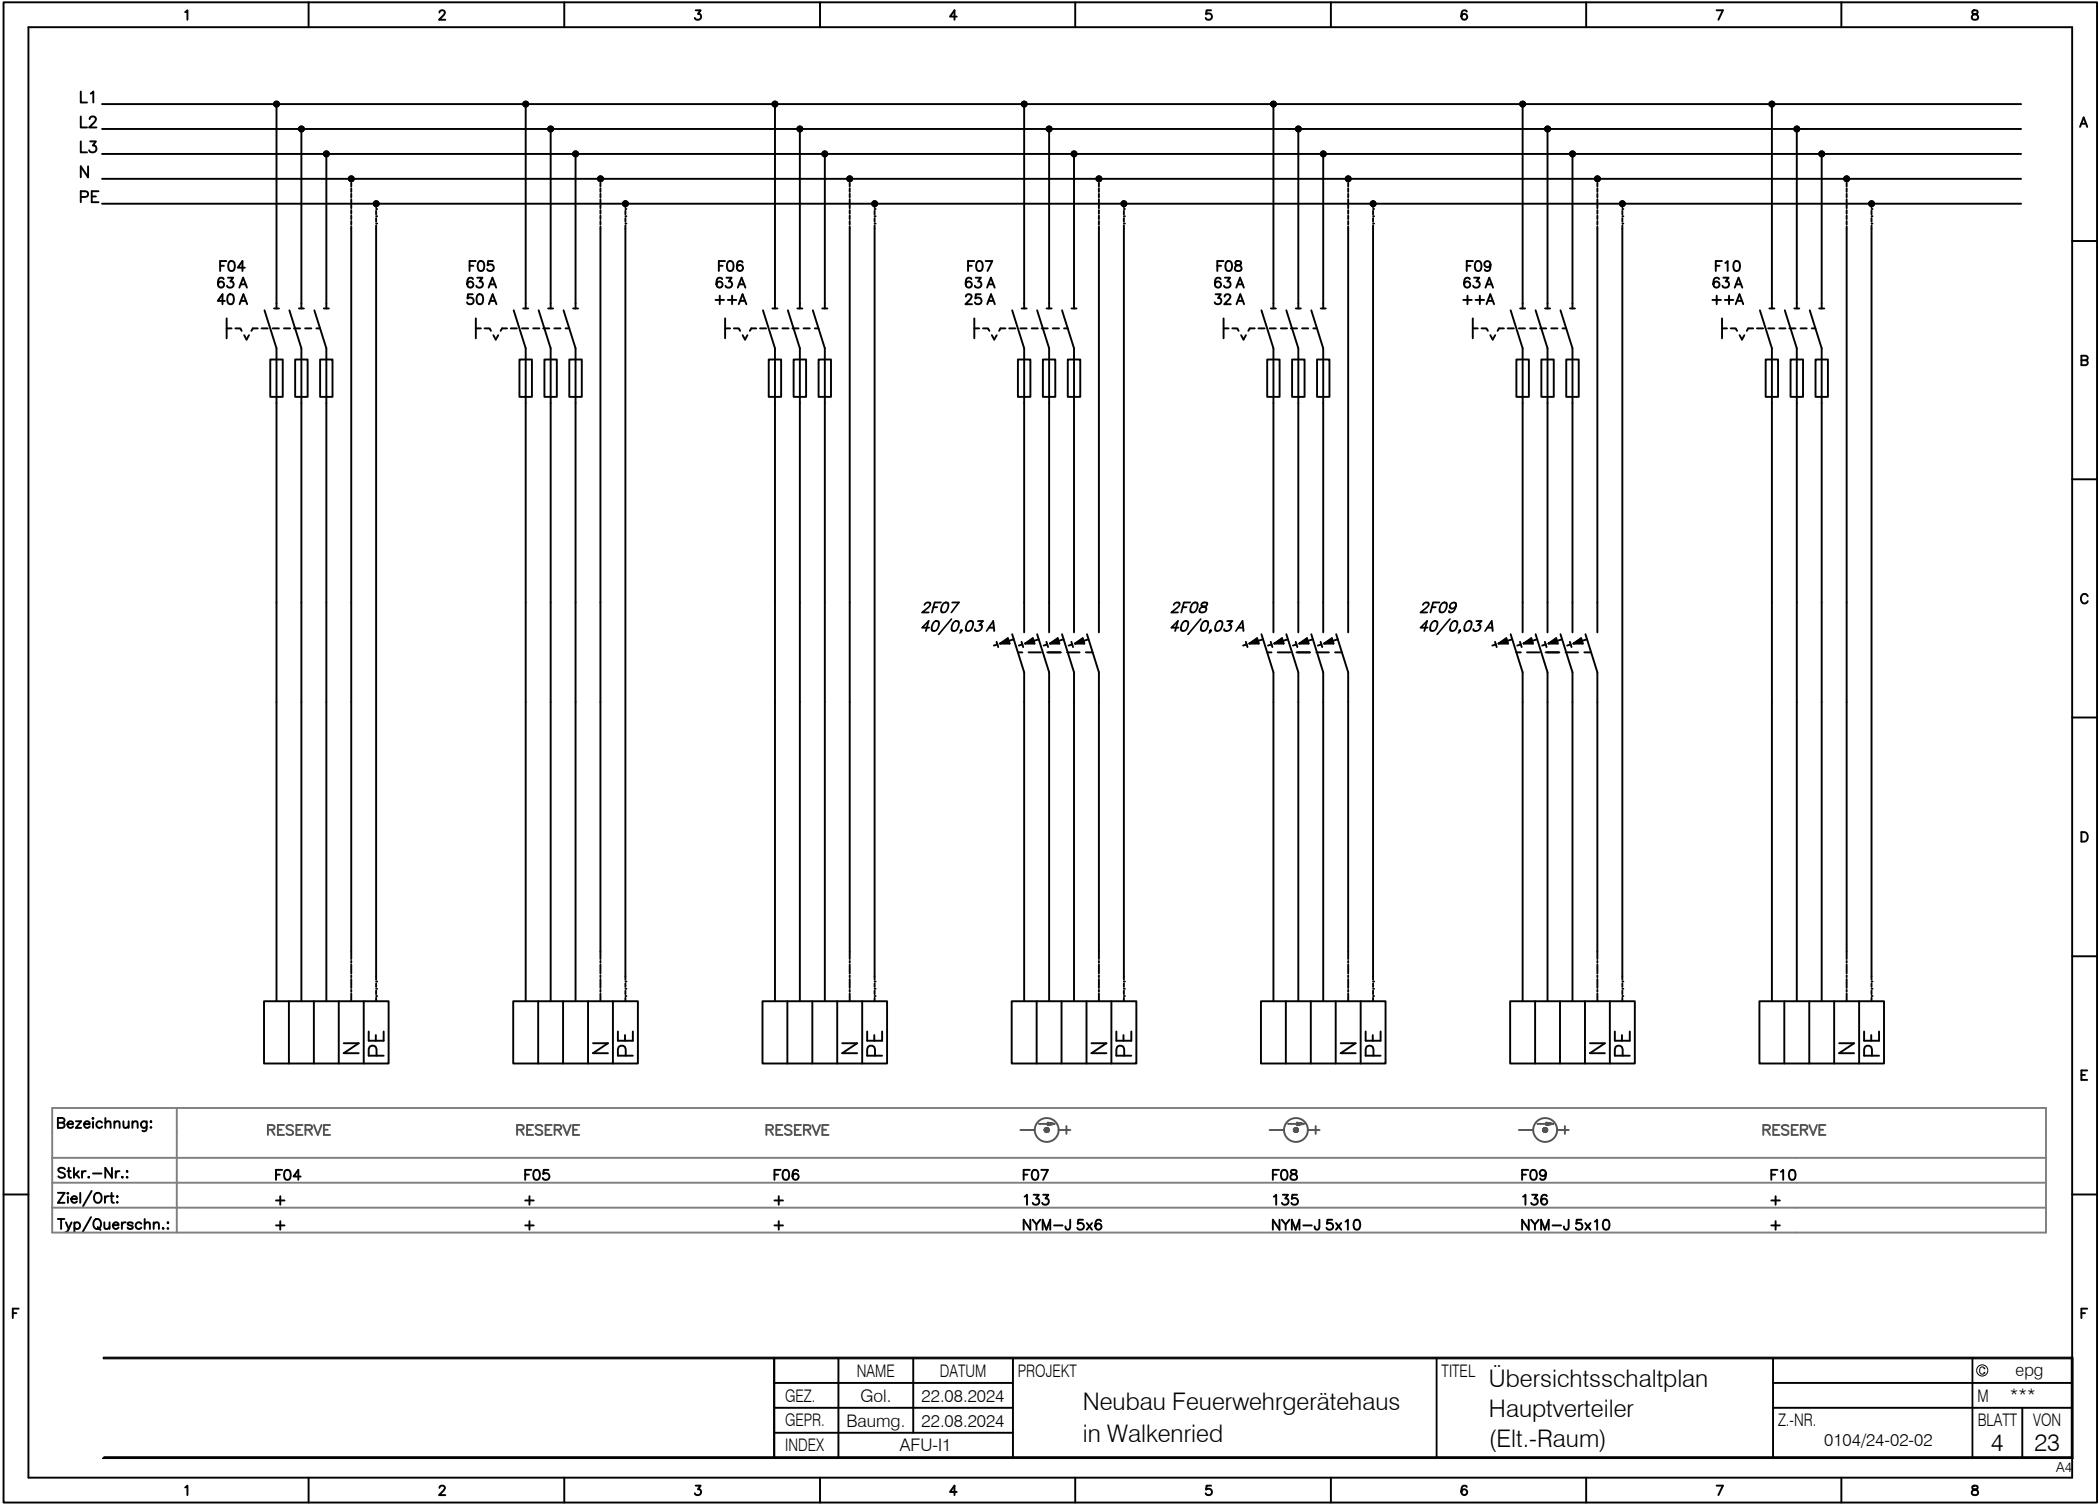 1 2 3 4 5 6 7 8
L1
L2
L3
N
PE
A
F04 F05 F06 F07 F08 F09 F10
63 A 63 A 63 A 63 A 63 A 63 A 63 A
40 A 50 A ++A 25 A 32 A ++A ++A
B
2F07 2F08 2F09
40/0,03 A 40/0,03 A 40/0,03 A
C
D
N PE N PE N PE N PE N PE N PE N PE
E
Bezeichnung: RESERVE RESERVE RESERVE + + + RESERVE
Stkr.-Nr.: F04 F05 F06 F07 F08 F09 F10
Ziel/Ort: + + + 133 135 136 +
Typ/Querschn.: + + + NYM-J 5x6 NYM-J 5x10 NYM-J 5x10 +
F F
NAME DATUM PROJEKT TITEL Übersichtsschaltplan © epg
GEZ. Gol. 22.08.2024 Neubau Feuerwehrgerätehaus Hauptverteiler M ***
GEPR. Baumg. 22.08.2024 in Walkenried (Elt.-Raum) Z.-NR. BLATT VON
INDEX AFU-I1 0104/24-02-02 4 23
A4
1 2 3 4 5 6 7 8